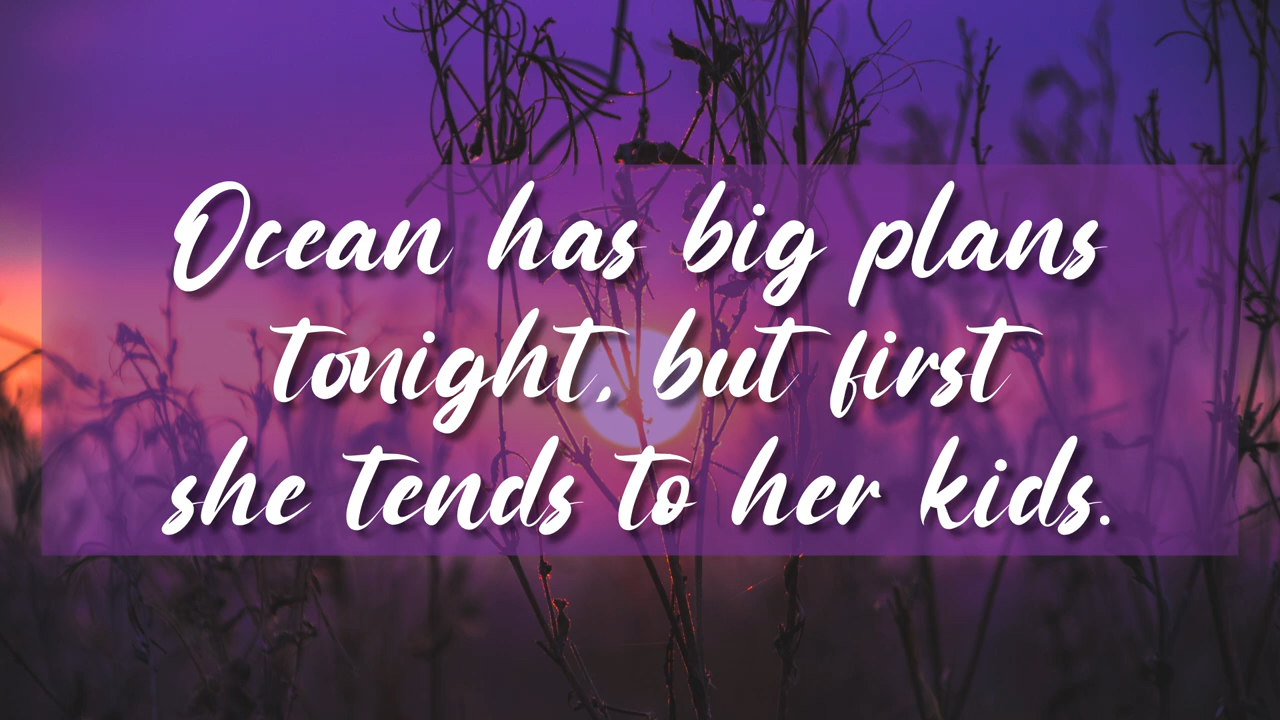 Ocean has big plans
tonight, but first
she tends to her kids.